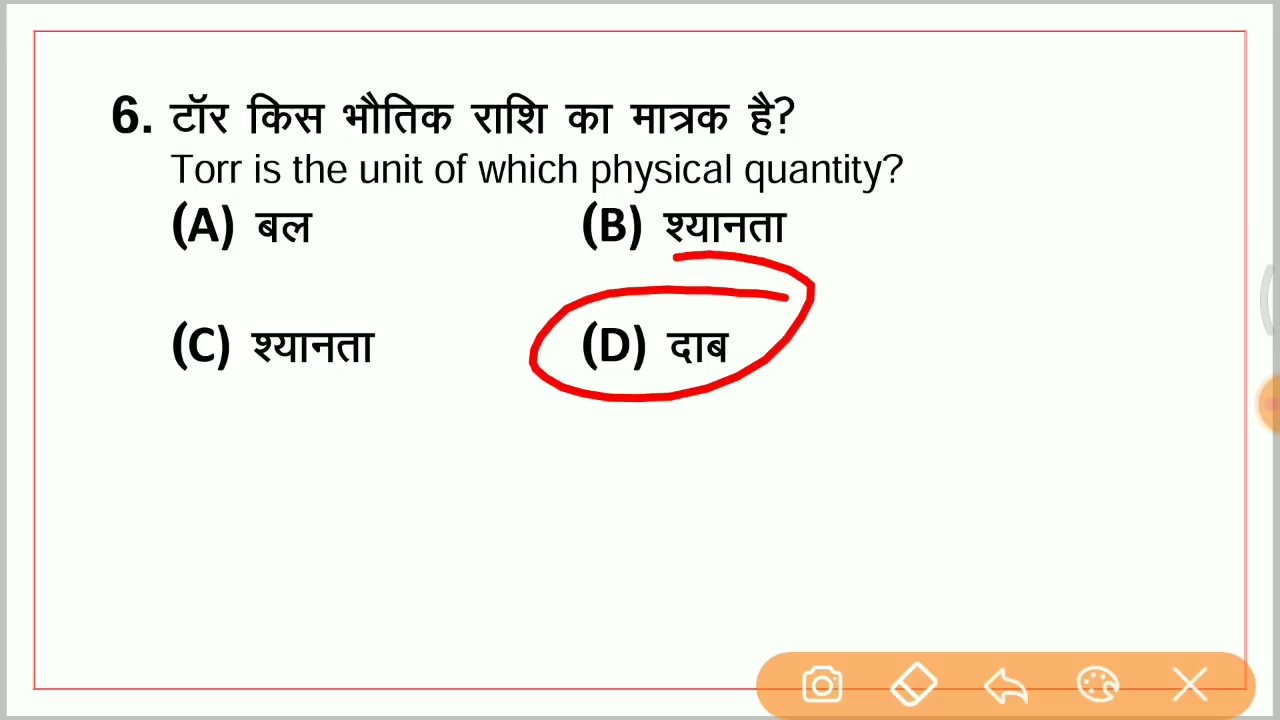 6. टॉर किस भौतिक राशि का मात्रक है?
Torr is the unit of which physical quantity?
(A) बल (B) श्यानता
(C) श्यानता (D) दाब